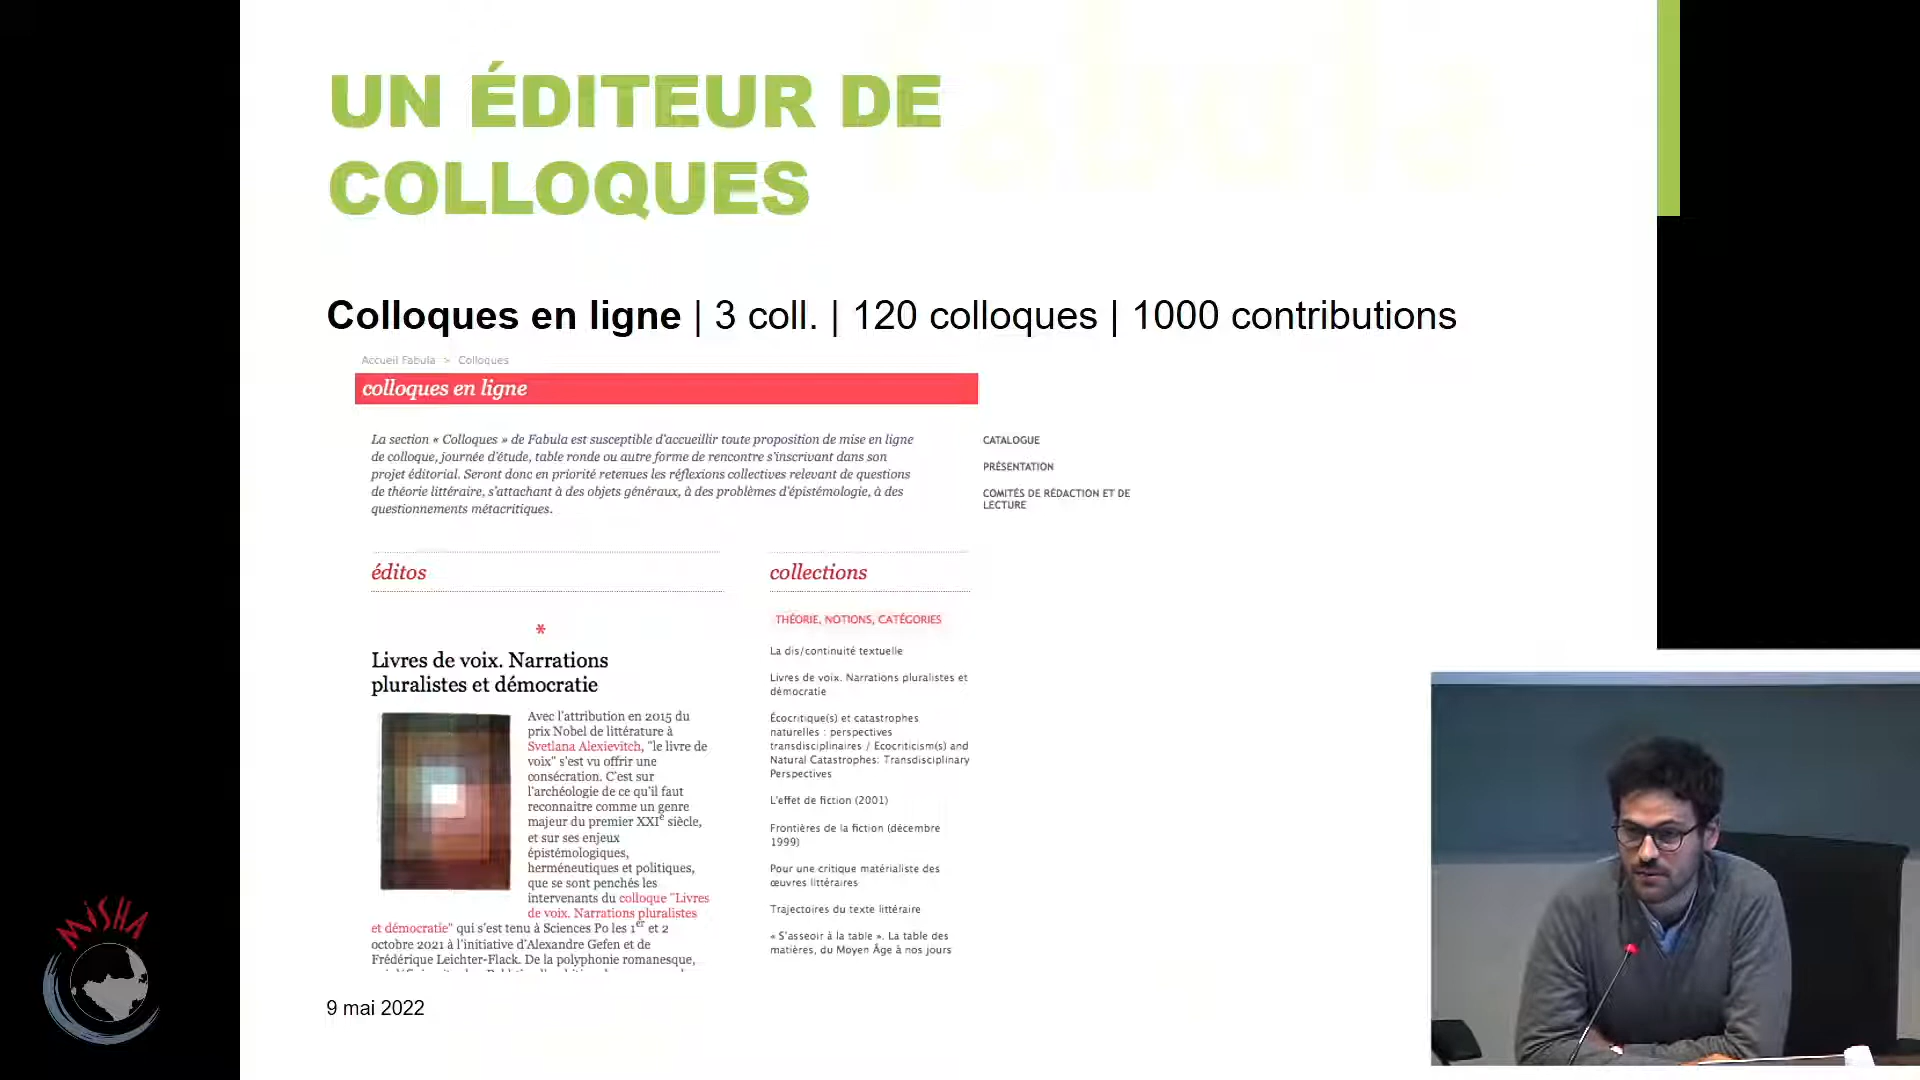 UN ÉDITEUR DE
COLLOQUES
Colloques en ligne | 3 coll. | 120 colloques | 1000 contributions
Accueil Fabula > Colloques
colloques en ligne
La section « Colloques » de Fabula est susceptible d'accueillir toute proposition de mise en ligne
de colloque, journée d'étude, table ronde ou autre forme de rencontre s'inscrivant dans son
projet éditorial. Seront donc en priorité retenues les réflexions collectives relevant de questions
de théorie littéraire, s'attachant à des objets généraux, à des problèmes d'épistémologie, à des
questionnements métacritiques.
CATALOGUE
PRÉSENTATION
COMITÉS DE RÉDACTION ET DE
LECTURE
éditos
*
Livres de voix. Narrations
pluralistes et démocratie
Avec l'attribution en 2015 du
prix Nobel de littérature à
Svetlana Alexievitch, "le livre de
voix" s'est vu offrir une
consécration. C'est sur
l'archéologie de ce qu'il faut
reconnaitre comme un genre
majeur du premier XXIe siècle,
et sur ses enjeux
épistémologiques,
herméneutiques et politiques,
que se sont penchés les
intervenants du colloque "Livres
de voix. Narrations pluralistes
et démocratie" qui s'est tenu à Sciences Po les 1er et 2
octobre 2021 à l'initiative d'Alexandre Gefen et de
Frédérique Leichter-Flack. De la polyphonie romanesque,
collections
THÉORIE, NOTIONS, CATÉGORIES
La dis/continuité textuelle
Livres de voix. Narrations pluralistes et
démocratie
Écocritique(s) et catastrophes
naturelles : perspectives
transdisciplinaires / Ecocriticism(s) and
Natural Catastrophes: Transdisciplinary
Perspectives
L'effet de fiction (2001)
Frontières de la fiction (décembre
1999)
Pour une critique matérialiste des
œuvres littéraires
Trajectoires du texte littéraire
« S'asseoir à la table ». La table des
matières, du Moyen Âge à nos jours
9 mai 2022
MISHA
fabula